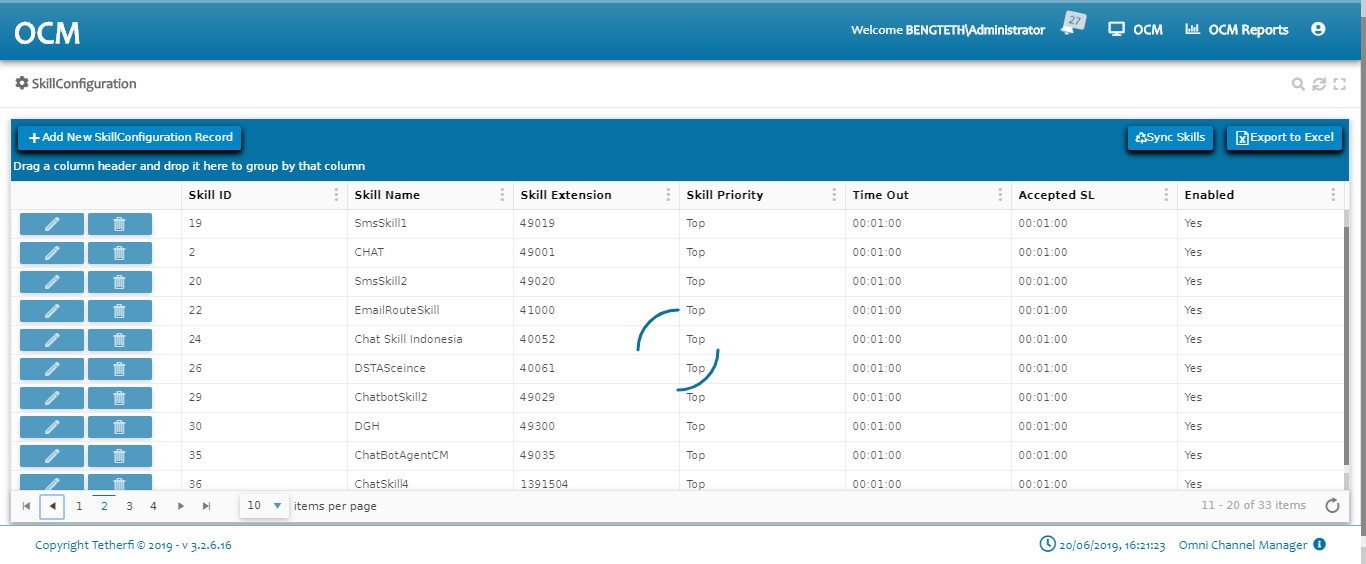 OCM
Welcome BENGTETH\Administrator 27 OCM OCM Reports
SkillConfiguration
Add New SkillConfiguration Record Sync Skills Export to Excel
Drag a column header and drop it here to group by that column
Skill ID Skill Name Skill Extension Skill Priority Time Out Accepted SL Enabled
19 SmsSkill1 49019 Top 00:01:00 00:01:00 Yes
2 CHAT 49001 Top 00:01:00 00:01:00 Yes
20 SmsSkill2 49020 Top 00:01:00 00:01:00 Yes
22 EmailRouteSkill 41000 Top 00:01:00 00:01:00 Yes
24 Chat Skill Indonesia 40052 Top 00:01:00 00:01:00 Yes
26 DSTASceince 40061 Top 00:01:00 00:01:00 Yes
29 ChatbotSkill2 49029 Top 00:01:00 00:01:00 Yes
30 DGH 49300 Top 00:01:00 00:01:00 Yes
35 ChatBotAgentCM 49035 Top 00:01:00 00:01:00 Yes
36 ChatSkill4 1391504 Top 00:01:00 00:01:00 Yes
1 2 3 4 10 items per page 11 - 20 of 33 items
Copyright Tetherfi © 2019 - v 3.2.6.16 20/06/2019, 16:21:23 Omni Channel Manager